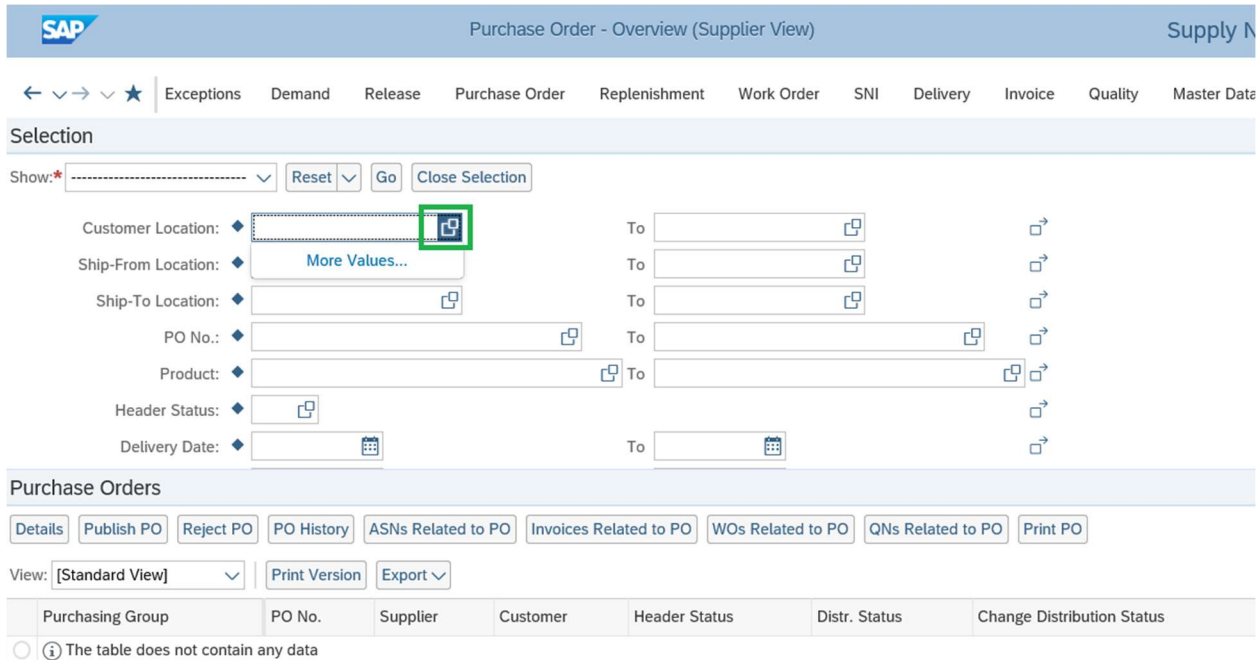 SAP Purchase Order - Overview (Supplier View) Supply N
Exceptions Demand Release Purchase Order Replenishment Work Order SNI Delivery Invoice Quality Master Data
Selection
Show:* --------------------------------- Reset Go Close Selection
Customer Location: To
More Values...
Ship-From Location: To
Ship-To Location: To
PO No.: To
Product: To
Header Status:
Delivery Date: To
Purchase Orders
Details Publish PO Reject PO PO History ASNs Related to PO Invoices Related to PO WOs Related to PO QNs Related to PO Print PO
View: [Standard View] Print Version Export
Purchasing Group PO No. Supplier Customer Header Status Distr. Status Change Distribution Status
The table does not contain any data